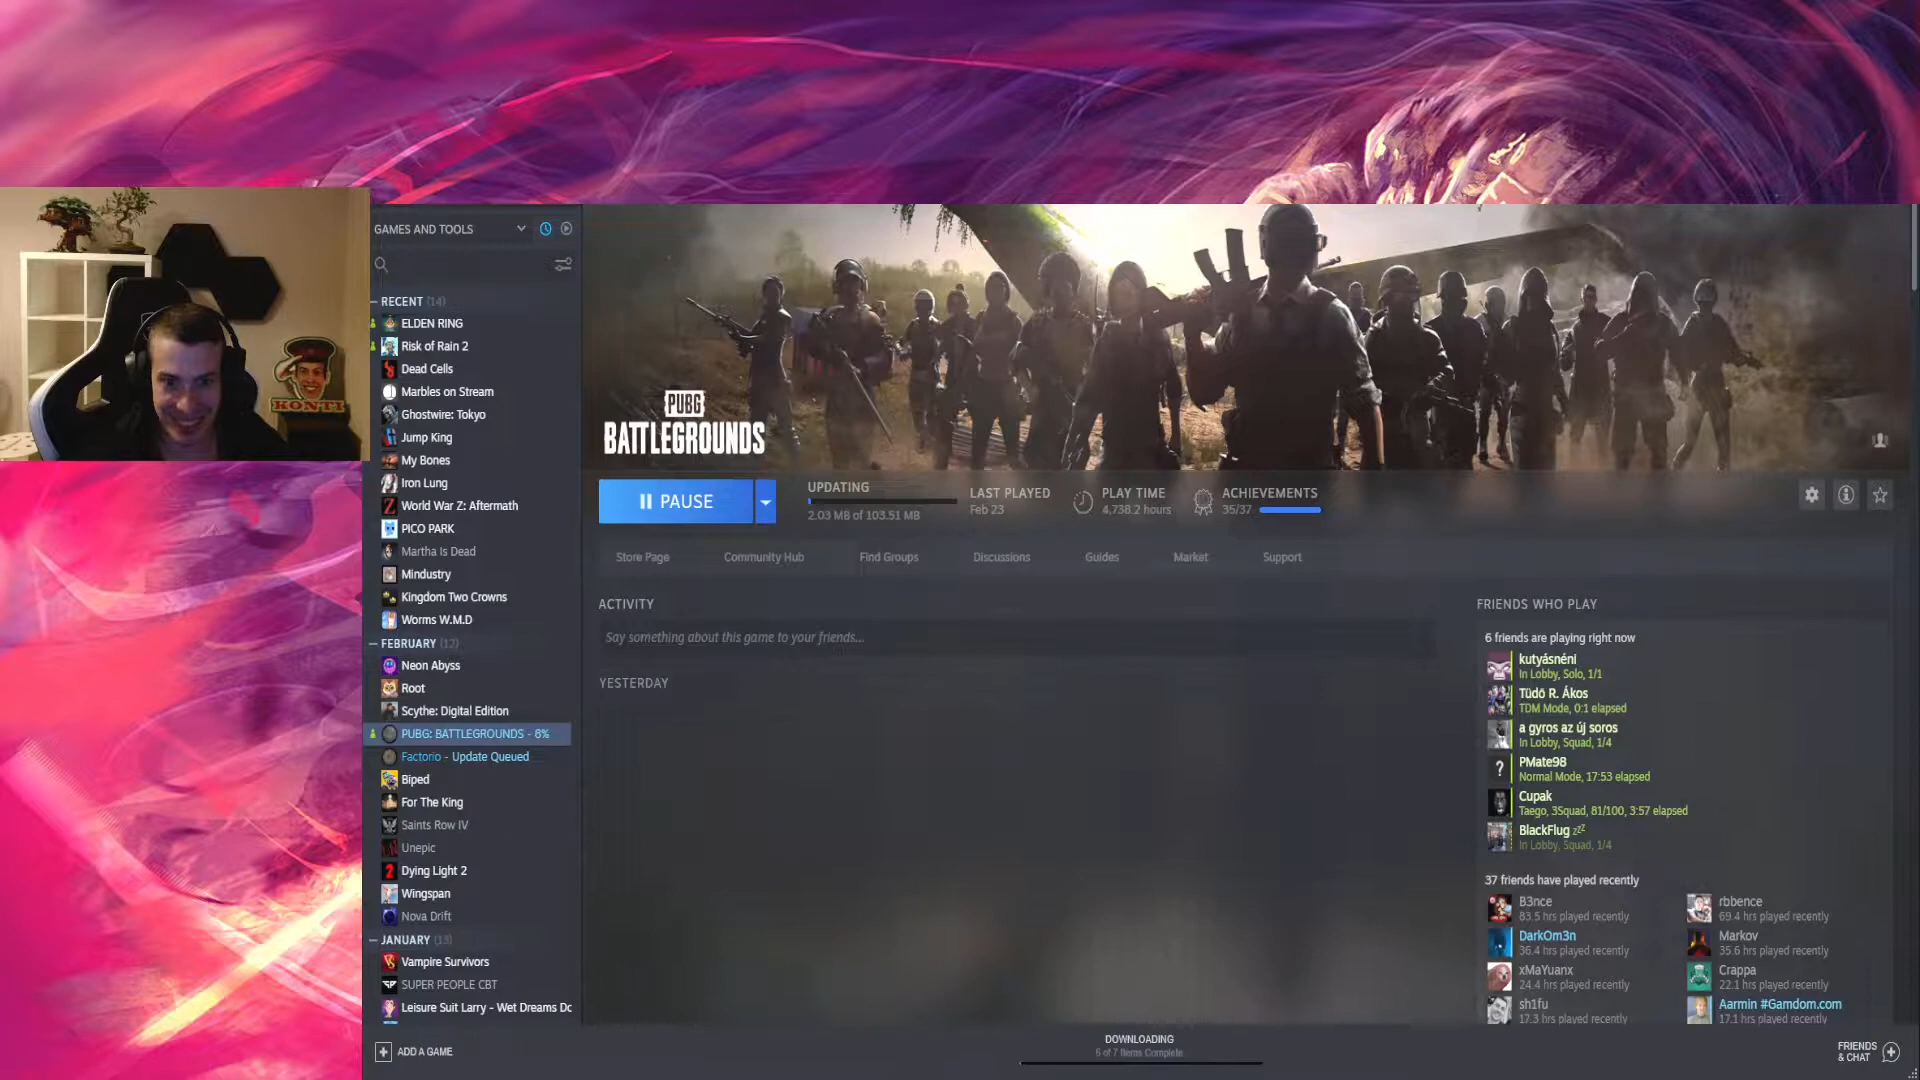 GAMES AND TOOLS
RECENT (14)
ELDEN RING
Risk of Rain 2
Dead Cells
Marbles on Stream
Ghostwire: Tokyo
Jump King
My Bones
Iron Lung
World War Z: Aftermath
PICO PARK
Martha Is Dead
Mindustry
Kingdom Two Crowns
Worms W.M.D
FEBRUARY (12)
Neon Abyss
Root
Scythe: Digital Edition
PUBG: BATTLEGROUNDS - 8%
Factorio - Update Queued
Biped
For The King
Saints Row IV
Unepic
Dying Light 2
Wingspan
Nova Drift
JANUARY (13)
Vampire Survivors
SUPER PEOPLE CBT
Leisure Suit Larry - Wet Dreams Dc
ADD A GAME
KONTI
PUBG
BATTLEGROUNDS
PAUSE
UPDATING
2.03 MB of 103.51 MB
LAST PLAYED
Feb 23
PLAY TIME
4,738.2 hours
ACHIEVEMENTS
35/37
Store Page
Community Hub
Find Groups
Discussions
Guides
Market
Support
ACTIVITY
Say something about this game to your friends...
YESTERDAY
FRIENDS WHO PLAY
6 friends are playing right now
kutyásnéni
In Lobby, Solo, 1/1
Tüdő R. Ákos
TDM Mode, 0:1 elapsed
a gyros az új soros
In Lobby, Squad, 1/4
PMate98
Normal Mode, 17:53 elapsed
Cupak
Taego, 3Squad, 81/100, 3:57 elapsed
BlackFlug zzz
In Lobby, Squad, 1/4
37 friends have played recently
B3nce
83.5 hrs played recently
rbbence
69.4 hrs played recently
DarkOm3n
36.4 hrs played recently
Markov
35.6 hrs played recently
xMaYuanx
24.4 hrs played recently
Crappa
22.1 hrs played recently
sh1fu
17.3 hrs played recently
Aarmin #Gamdom.com
17.1 hrs played recently
DOWNLOADING
6 of 7 Items Complete
FRIENDS
& CHAT